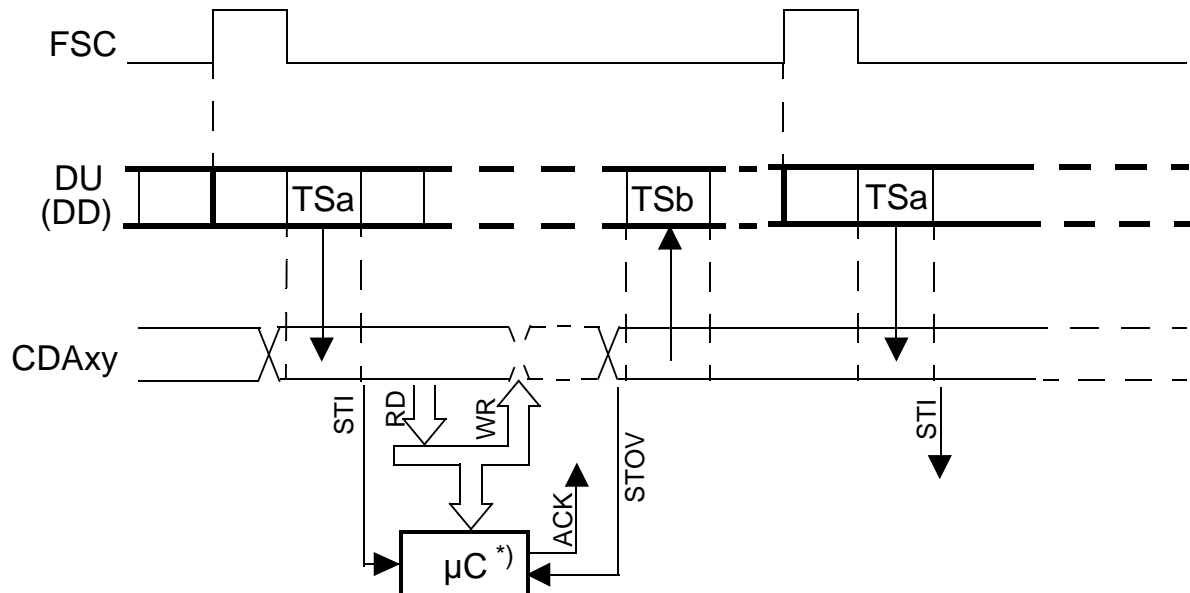 FSC
DU
(DD)
TSa
TSb
TSa
CDAxy
STI
RD
WR
ACK
STOV
STI
µC *)